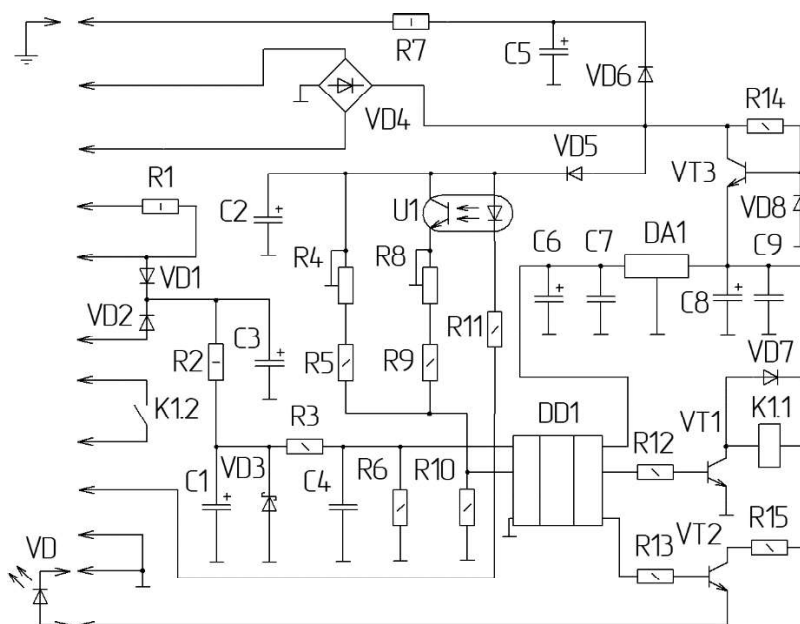 R7
C5
VD6
VD4
R14
VD5
VT3
R1
C2
U1
VD8
DA1
C6
C7
C9
R4
R8
VD1
C8
VD2
R11
C3
R2
R5
R9
VD7
K1.2
R3
DD1
VT1
K1.1
R12
C1
VD3
C4
R6
R10
VD
R13
VT2
R15